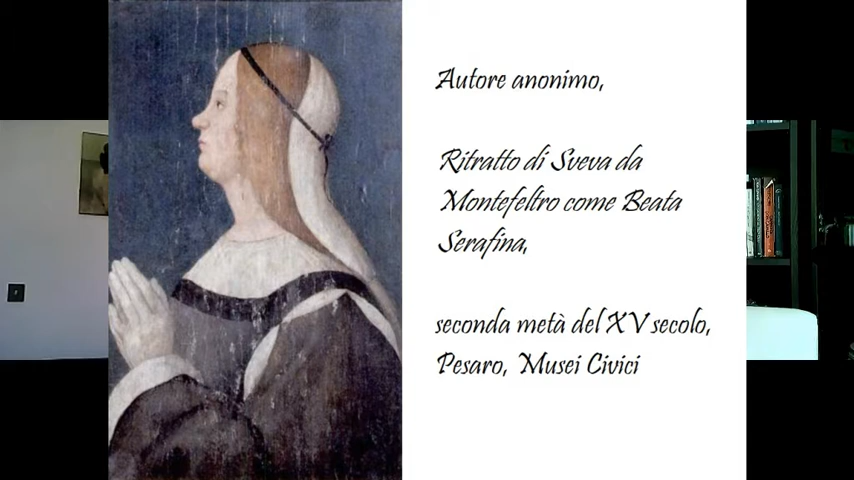 Autore anonimo,
Ritratto di Sveva da
Montefeltro come Beata
Serafina,
seconda metà del XV secolo,
Pesaro, Musei Civici